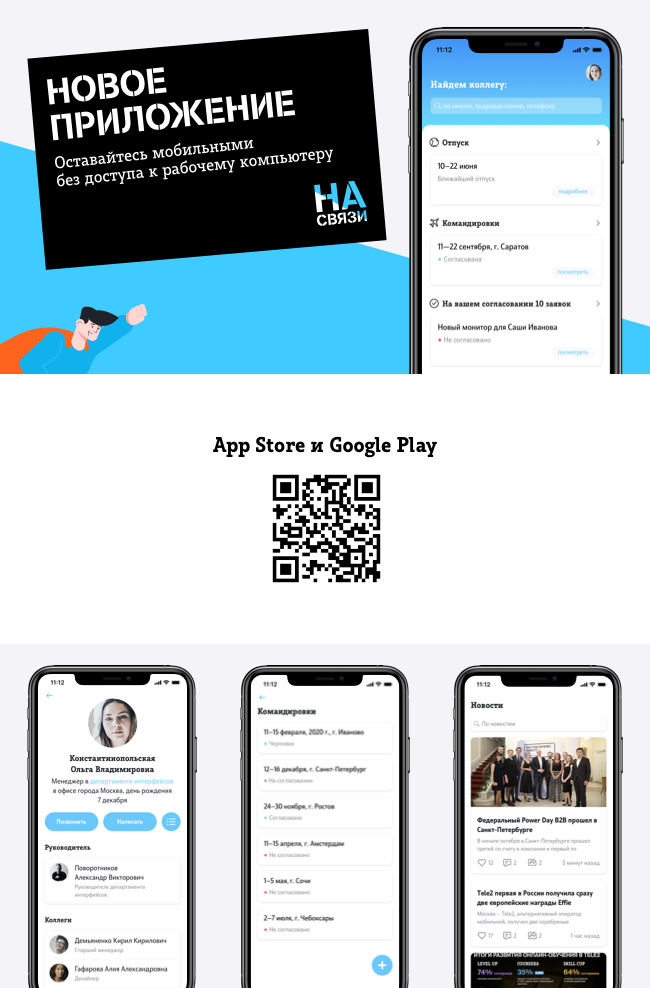 НОВОЕ
ПРИЛОЖЕНИЕ
Оставайтесь мобильными
без доступа к рабочему компьютеру
НА
СВЯЗИ
11:12
Найдем коллегу:
по имени, подразделению, телефону
Отпуск
10–22 июня
Ближайший отпуск
подробнее
Командировки
11–22 сентября, г. Саратов
Согласована
посмотреть
На вашем согласовании 10 заявок
Новый монитор для Саши Иванова
Не согласовано
посмотреть
App Store и Google Play
11:12
Константинопольская
Ольга Владимировна
Менеджер в департаменте интерфейсов
в офисе города Москва, день рождения
7 декабря
Позвонить
Написать
Руководитель
Поворотников
Александр Викторович
Руководитель департамента
интерфейсов
Коллеги
Демьяненко Кирил Кирилович
Старший менеджер
Гафарова Алия Александровна
Дизайнер
11:12
Командировки
11–15 февраля, 2020 г., г. Иваново
Черновик
12–16 декабря, г. Санкт-Петербург
На согласовании
24–30 ноября, г. Ростов
Согласовано
11–15 апреля, г. Амстердам
Не согласовано
1–5 мая, г. Сочи
Не согласовано
2–7 июля, г. Чебоксары
Не согласовано
11:12
Новости
По новостям
Федеральный Power Day B2B прошел в
Санкт-Петербурге
В начале октября в Санкт-Петербурге прошел
третий по счету в компании и первый по
12
2
2
5 минут назад
Tele2 первая в России получила сразу
две европейские награды Effie
Москва – Tele2, альтернативный оператор
мобильной, получил две серебряные
17
2
2
1 час назад
ИТОГИ РАЗВИТИЯ ОНЛАЙН-ОБУЧЕНИЯ В TELE2
LEVEL UP
COURSERA
SKILL CUP
74%
35%
64%